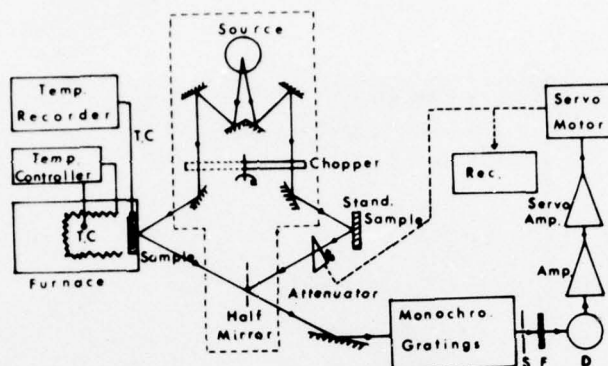 Source
Temp.
Recorder
T.C
Temp.
Controller
T.C
Furnace
Sample
Chopper
Stand.
Sample
Attenuator
Half
Mirror
Servo
Motor
Rec.
Servo
Amp.
Amp.
Monochro.
Gratings
S
F
D